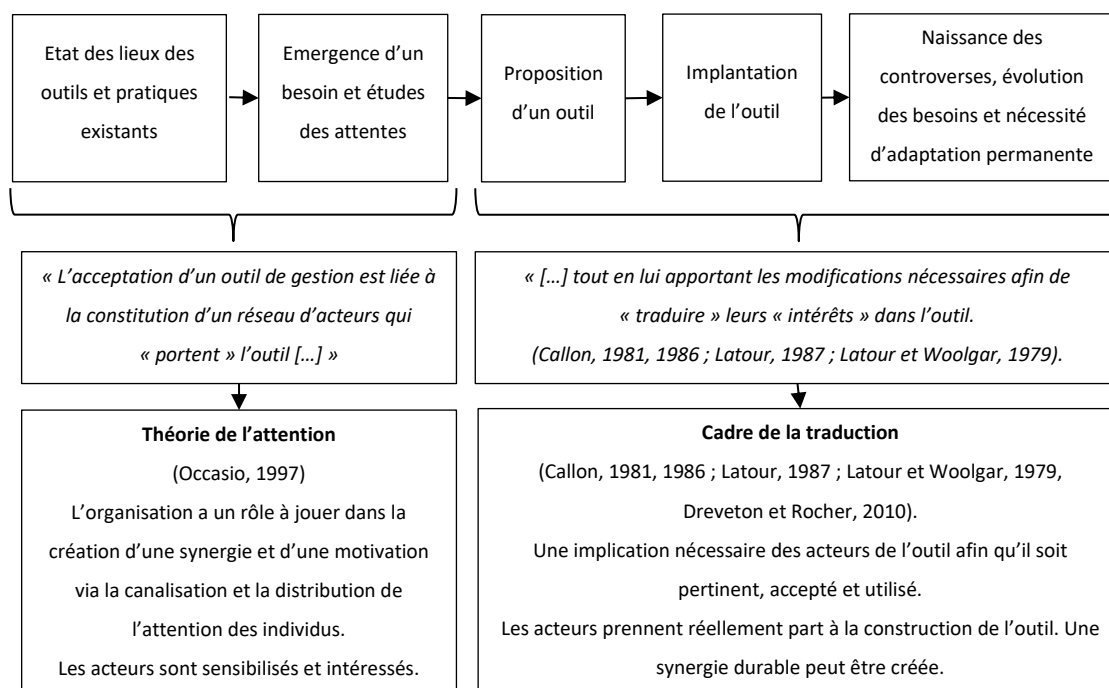 Etat des lieux des
outils et pratiques
existants
Emergence d’un
besoin et études
des attentes
Proposition
d’un outil
Implantation
de l’outil
Naissance des
controverses, évolution
des besoins et nécessité
d’adaptation permanente
« L’acceptation d’un outil de gestion est liée à
la constitution d’un réseau d’acteurs qui
« portent » l’outil […] »
« […] tout en lui apportant les modifications nécessaires afin de
« traduire » leurs « intérêts » dans l’outil.
(Callon, 1981, 1986 ; Latour, 1987 ; Latour et Woolgar, 1979).
Théorie de l’attention
(Occasio, 1997)
L’organisation a un rôle à jouer dans la
création d’une synergie et d’une motivation
via la canalisation et la distribution de
l’attention des individus.
Les acteurs sont sensibilisés et intéressés.
Cadre de la traduction
(Callon, 1981, 1986 ; Latour, 1987 ; Latour et Woolgar, 1979,
Dreveton et Rocher, 2010).
Une implication nécessaire des acteurs de l’outil afin qu’il soit
pertinent, accepté et utilisé.
Les acteurs prennent réellement part à la construction de l’outil. Une
synergie durable peut être créée.